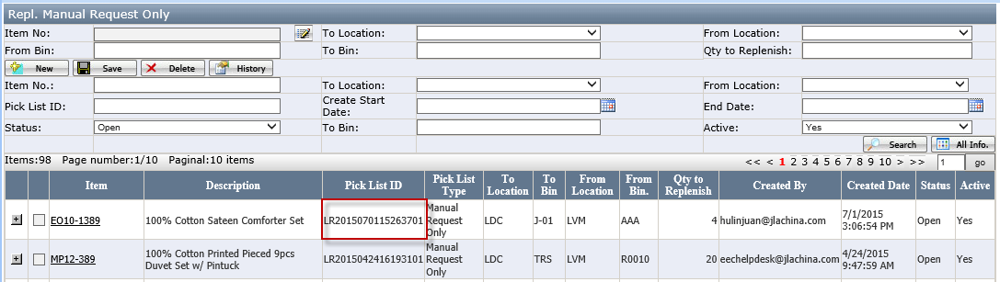 Repl. Manual Request Only
Item No: To Location: From Location:
From Bin: To Bin: Qty to Replenish:
New Save Delete History
Item No.: To Location: From Location:
Pick List ID: Create Start Date: End Date:
Status: Open To Bin: Active: Yes
Search All Info.
Items:98 Page number:1/10 Paginal:10 items << < 1 2 3 4 5 6 7 8 9 10 > >> 1 go
Item Description Pick List ID Pick List Type To Location To Bin From Location From Bin. Qty to Replenish Created By Created Date Status Active
EO10-1389 100% Cotton Sateen Comforter Set LR2015070115263701 Manual Request Only LDC J-01 LVM AAA 4 hulinjuan@jlachina.com 7/1/2015 3:06:54 PM Open Yes
MP12-389 100% Cotton Printed Pieced 9pcs Duvet Set w/ Pintuck LR2015042416193101 Manual Request Only LDC TRS LVM R0010 20 eechelpdesk@jlachina.com 4/24/2015 9:47:59 AM Open Yes